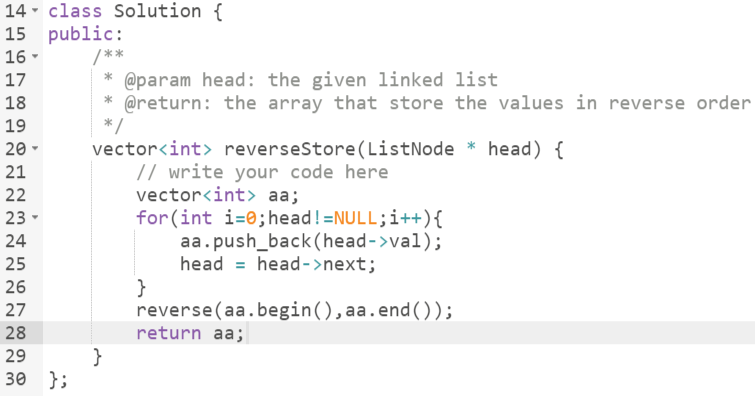 14 class Solution {
15 public:
16     /**
17      * @param head: the given linked list
18      * @return: the array that store the values in reverse order
19      */
20     vector<int> reverseStore(ListNode * head) {
21         // write your code here
22         vector<int> aa;
23         for(int i=0;head!=NULL;i++){
24             aa.push_back(head->val);
25             head = head->next;
26         }
27         reverse(aa.begin(),aa.end());
28         return aa;
29     }
30 };